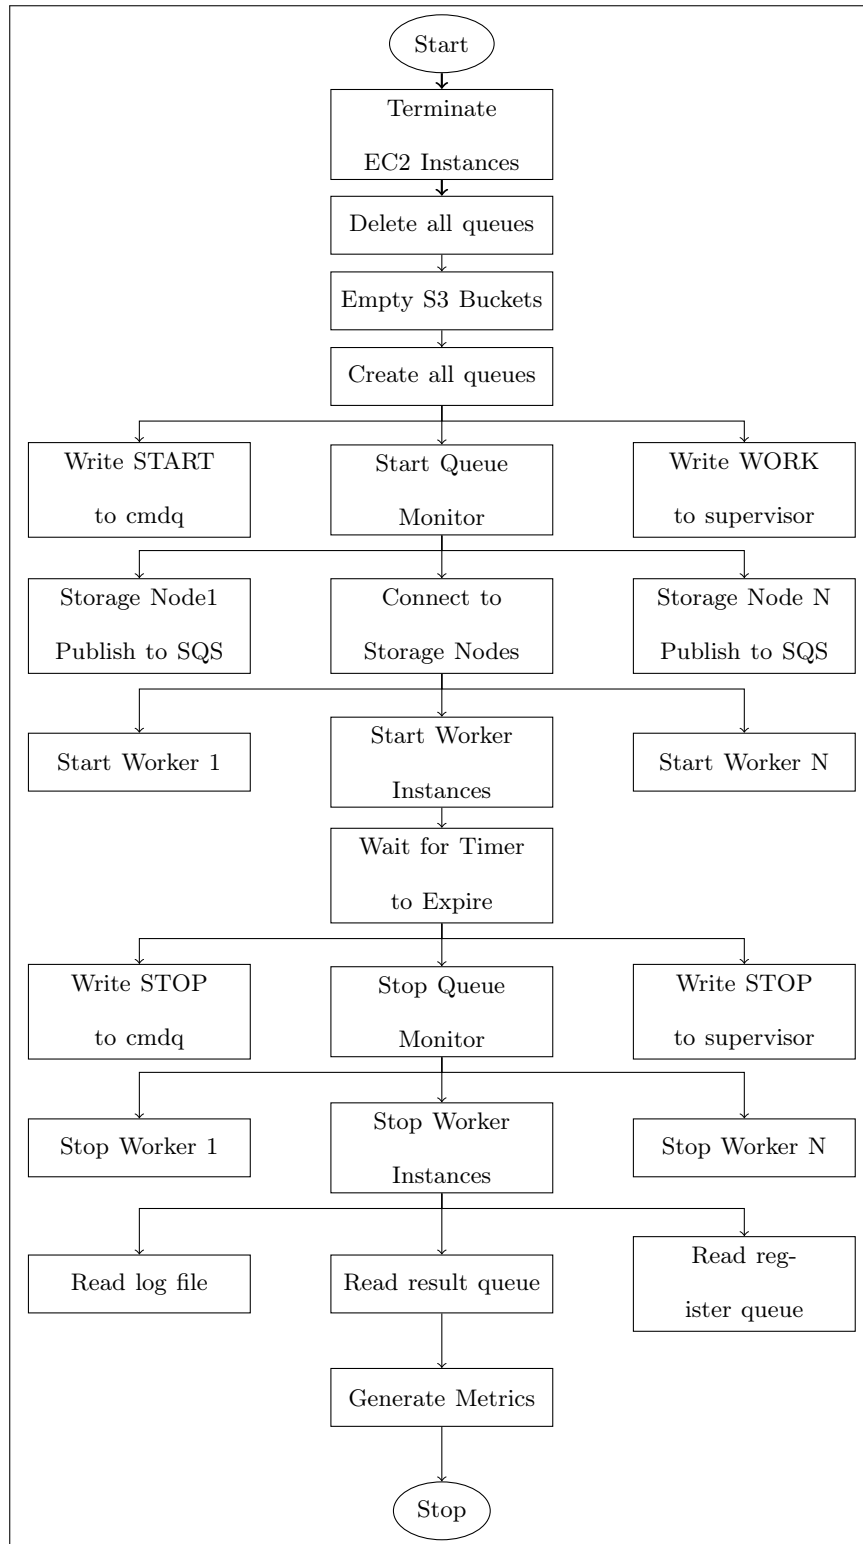 Start
Terminate
EC2 Instances
Delete all queues
Empty S3 Buckets
Create all queues
Write START
to cmdq
Start Queue
Monitor
Write WORK
to supervisor
Storage Node1
Publish to SQS
Connect to
Storage Nodes
Storage Node N
Publish to SQS
Start Worker 1
Start Worker
Instances
Start Worker N
Wait for Timer
to Expire
Write STOP
to cmdq
Stop Queue
Monitor
Write STOP
to supervisor
Stop Worker 1
Stop Worker
Instances
Stop Worker N
Read log file
Read result queue
Read reg-
ister queue
Generate Metrics
Stop